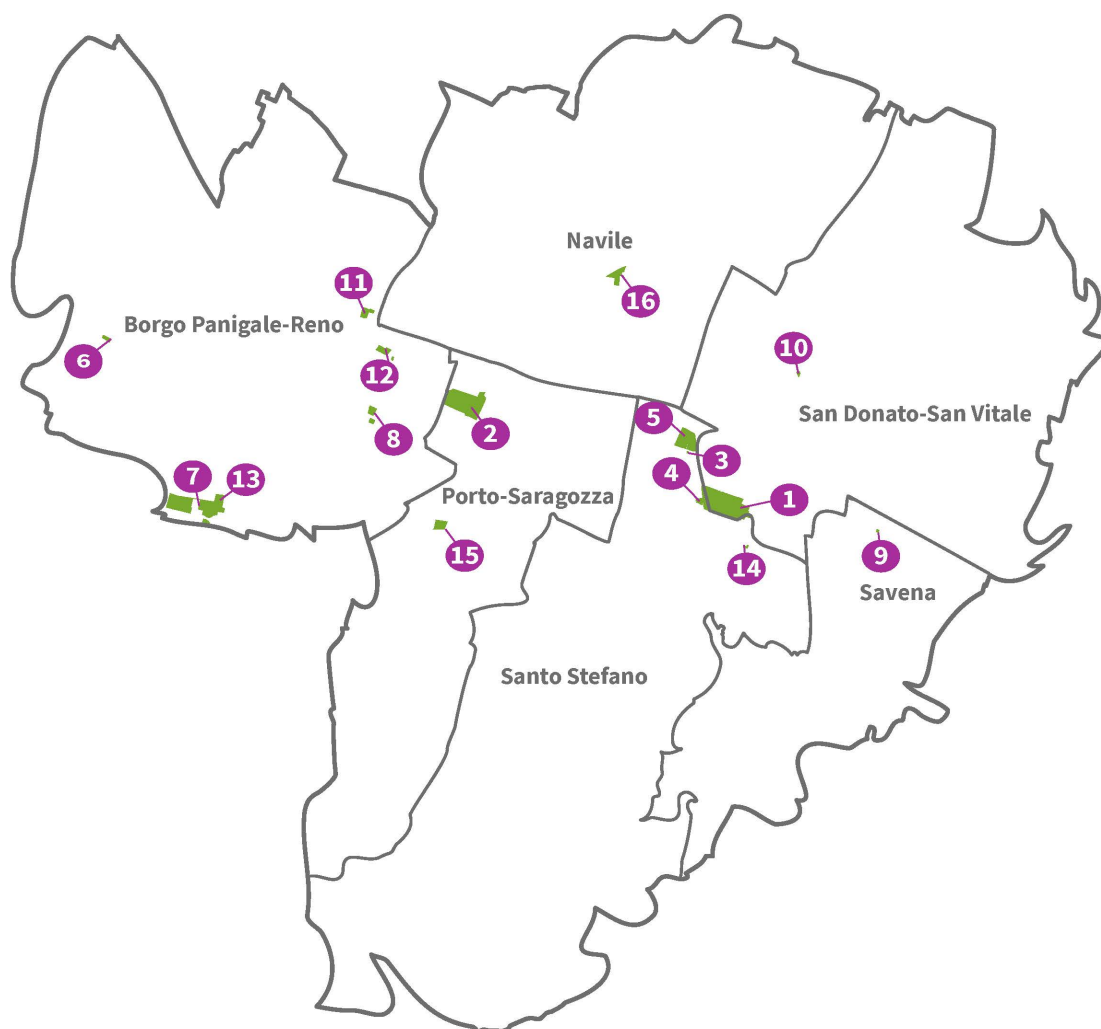 Navile
11
16
Borgo Panigale-Reno
6
10
12
San Donato-San Vitale
5
8
2
3
7
13
4
Porto-Saragozza
1
15
9
14
Savena
Santo Stefano